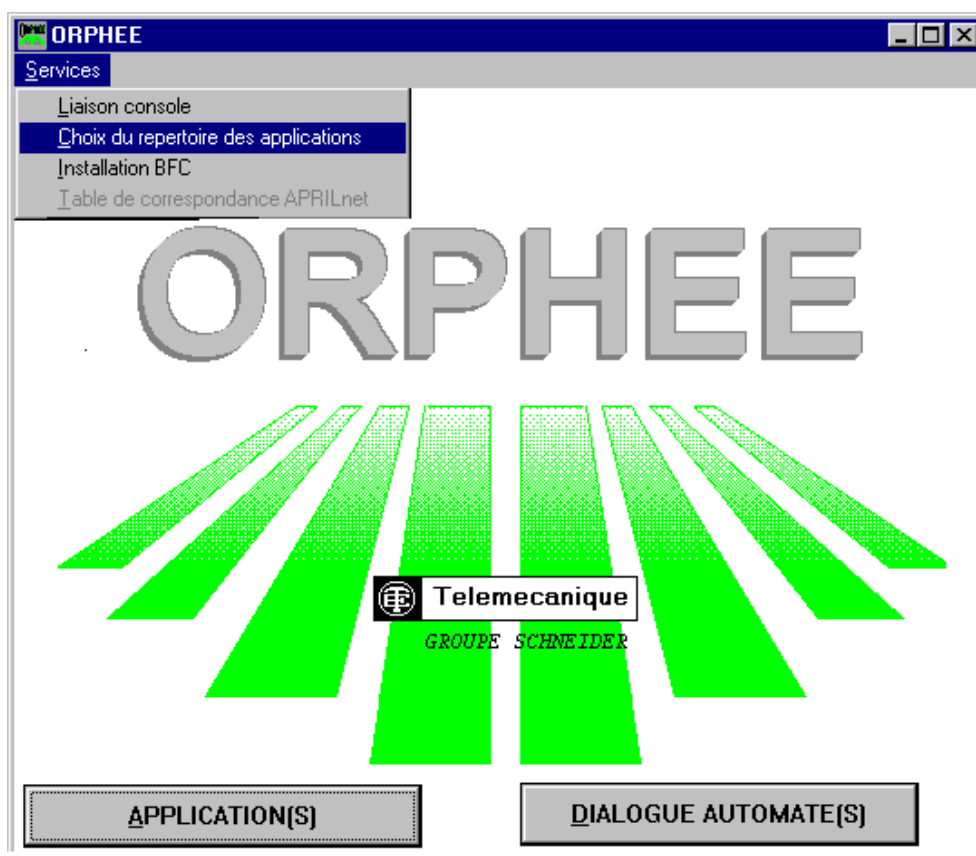 ORPHEE
Services
Liaison console
Choix du repertoire des applications
Installation BFC
Table de correspondance APRILnet
ORPHEE
Telemecanique
GROUPE SCHNEIDER
APPLICATION(S)
DIALOGUE AUTOMATE(S)